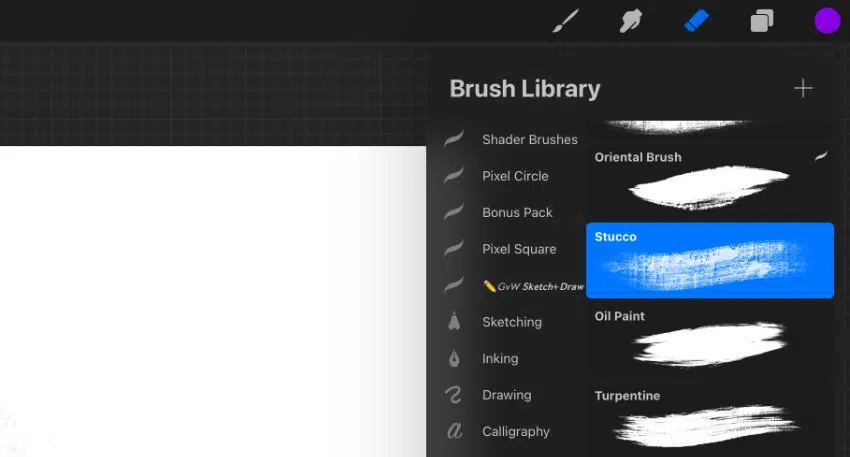 Brush Library
Shader Brushes
Pixel Circle
Bonus Pack
Pixel Square
✏️GvW Sketch+Draw
Sketching
Inking
Drawing
Calligraphy
Oriental Brush
Stucco
Oil Paint
Turpentine